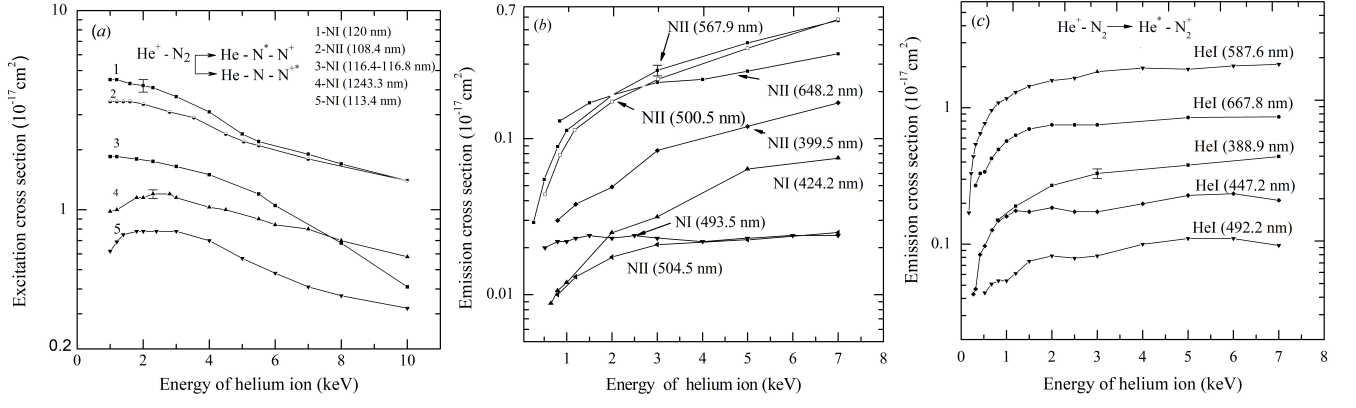 (a)
He⁺ - N₂ → He - N* - N⁺
→ He - N - N⁺*
1-NI (120 nm)
2-NII (108.4 nm)
3-NI (116.4-116.8 nm)
4-NI (1243.3 nm)
5-NI (113.4 nm)
1
2
3
4
5
10
1
0.2
Excitation cross section (10⁻¹⁷ cm²)
0 2 4 6 8 10
Energy of helium ion (keV)
(b)
NII (567.9 nm)
NII (648.2 nm)
NII (500.5 nm)
NII (399.5 nm)
NI (424.2 nm)
NI (493.5 nm)
NII (504.5 nm)
0.7
0.1
0.01
Emission cross section (10⁻¹⁷ cm²)
1 2 3 4 5 6 7 8
Energy of helium ion (keV)
(c)
He⁺ - N₂ → He* - N₂⁺
HeI (587.6 nm)
HeI (667.8 nm)
HeI (388.9 nm)
HeI (447.2 nm)
HeI (492.2 nm)
1
0.1
Emission cross section (10⁻¹⁷ cm²)
0 1 2 3 4 5 6 7 8
Energy of helium ion (keV)